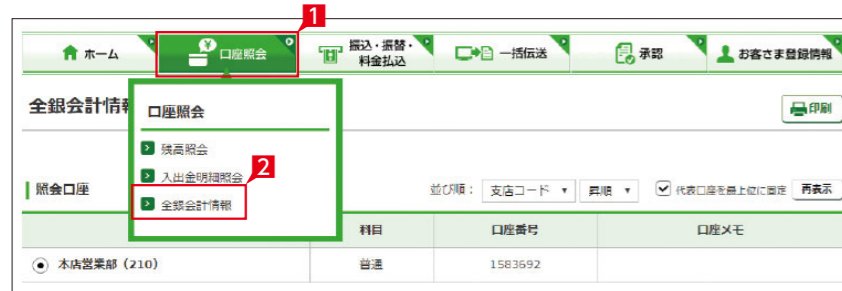 1
ホーム
口座照会
振込・振替・
料金払込
一括伝送
承認
お客さま登録情報
全銀会計情報
印刷
口座照会
残高照会
入出金明細照会
2
全銀会計情報
照会口座
並び順： 支店コード ▼ 昇順 ▼ 代表口座を最上位に固定 再表示
科目 口座番号 口座メモ
本店営業部（210） 普通 1583692